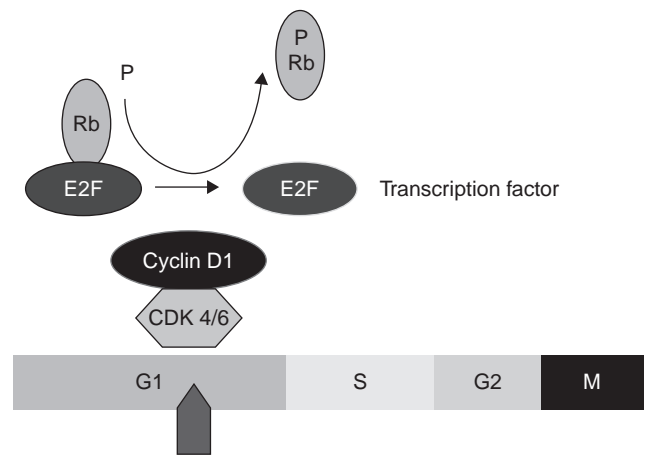 P
Rb
P
Rb
E2F
E2F
Transcription factor
Cyclin D1
CDK 4/6
G1
S
G2
M